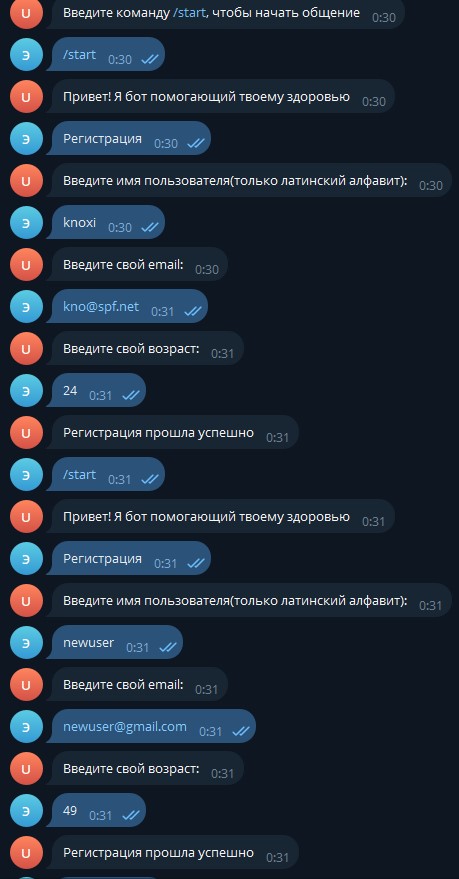 U Введите команду /start, чтобы начать общение 0:30
Э /start 0:30
U Привет! Я бот помогающий твоему здоровью 0:30
Э Регистрация 0:30
U Введите имя пользователя(только латинский алфавит): 0:30
Э knoxi 0:30
U Введите свой email: 0:30
Э kno@spf.net 0:31
U Введите свой возраст: 0:31
Э 24 0:31
U Регистрация прошла успешно 0:31
Э /start 0:31
U Привет! Я бот помогающий твоему здоровью 0:31
Э Регистрация 0:31
U Введите имя пользователя(только латинский алфавит): 0:31
Э newuser 0:31
U Введите свой email: 0:31
Э newuser@gmail.com 0:31
U Введите свой возраст: 0:31
Э 49 0:31
U Регистрация прошла успешно 0:31